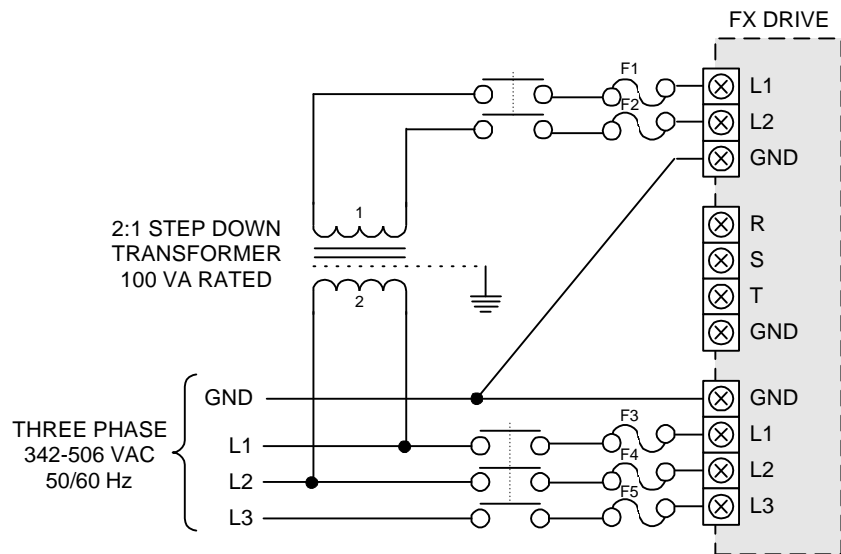 FX DRIVE
F1
L1
F2
L2
GND
1
2:1 STEP DOWN
TRANSFORMER
100 VA RATED
2
R
S
T
GND
GND
GND
THREE PHASE
342-506 VAC
50/60 Hz
L1
F3
L1
L2
F4
L2
L3
F5
L3